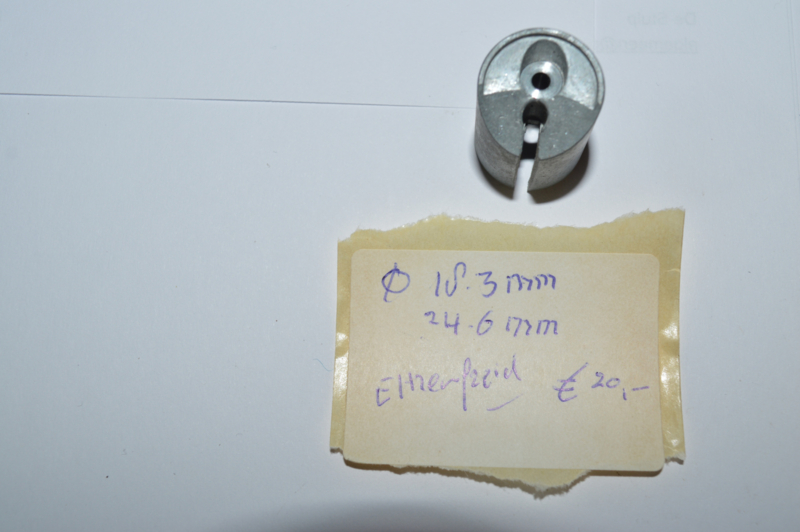 Ø 18.3 mm
24.6 mm
€ 20,-